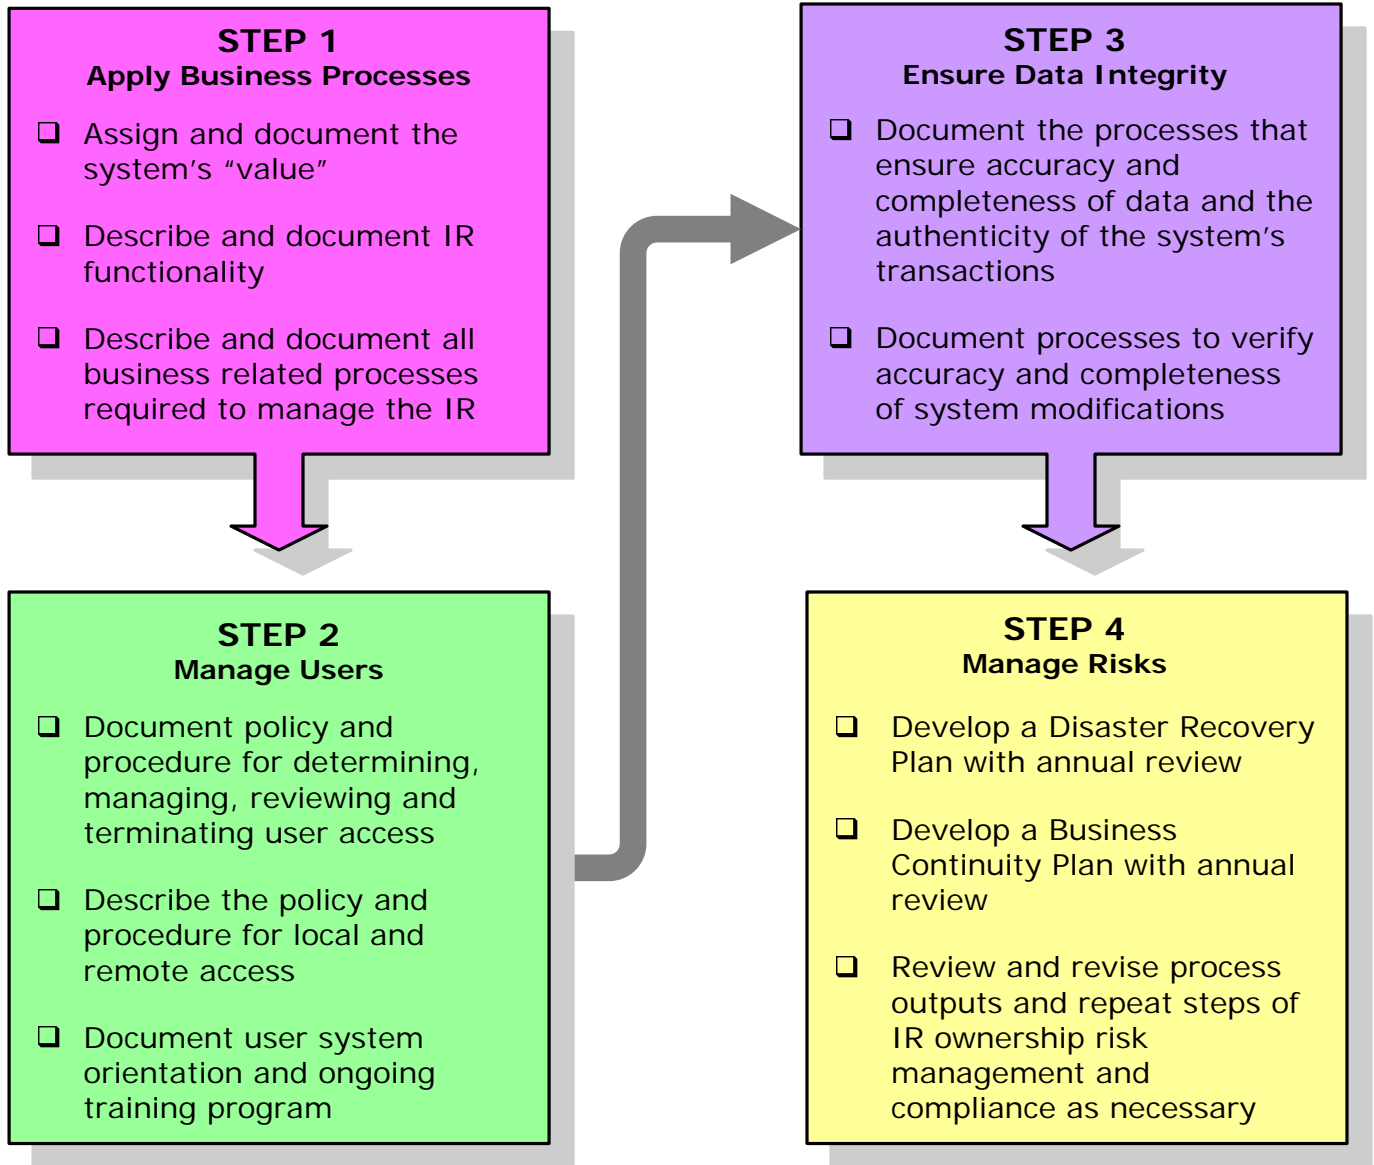 STEP 1
Apply Business Processes
❑ Assign and document the
system's "value"
❑ Describe and document IR
functionality
❑ Describe and document all
business related processes
required to manage the IR
STEP 2
Manage Users
❑ Document policy and
procedure for determining,
managing, reviewing and
terminating user access
❑ Describe the policy and
procedure for local and
remote access
❑ Document user system
orientation and ongoing
training program
STEP 3
Ensure Data Integrity
❑ Document the processes that
ensure accuracy and
completeness of data and the
authenticity of the system's
transactions
❑ Document processes to verify
accuracy and completeness
of system modifications
STEP 4
Manage Risks
❑ Develop a Disaster Recovery
Plan with annual review
❑ Develop a Business
Continuity Plan with annual
review
❑ Review and revise process
outputs and repeat steps of
IR ownership risk
management and
compliance as necessary